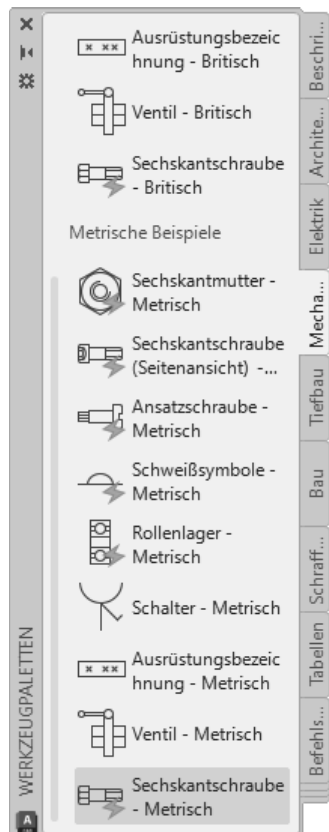 Ausrüstungsbezeic
hnung - Britisch
Ventil - Britisch
Sechskantschraube
- Britisch
Metrische Beispiele
Sechskantmutter -
Metrisch
Sechskantschraube
(Seitenansicht) -...
Ansatzschraube -
Metrisch
Schweißsymbole -
Metrisch
Rollenlager -
Metrisch
Schalter - Metrisch
Ausrüstungsbezeic
hnung - Metrisch
Ventil - Metrisch
Sechskantschraube
- Metrisch
Beschri...
Archite...
Elektrik
Mecha...
Tiefbau
Bau
Schraff...
Tabellen
Befehls...
WERKZEUGPALETTEN
A